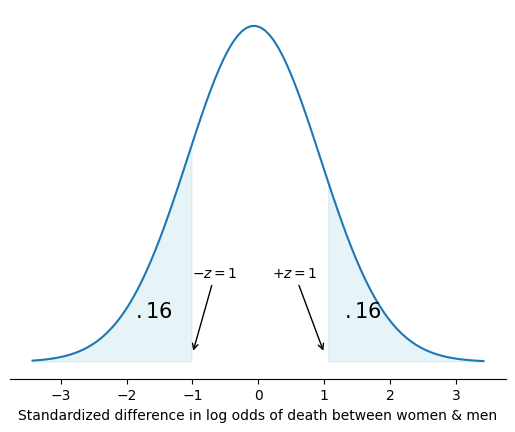 −z = 1
+z = 1
.16
.16
−3 −2 −1 0 1 2 3
Standardized difference in log odds of death between women & men